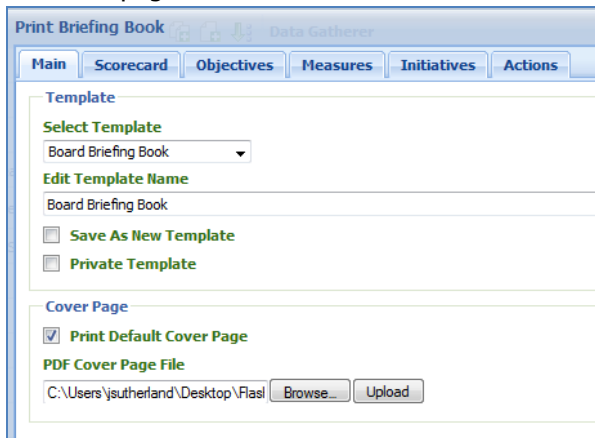 Print Briefing Book
Data Gatherer
Main Scorecard Objectives Measures Initiatives Actions
Template
Select Template
Board Briefing Book
Edit Template Name
Board Briefing Book
Save As New Template
Private Template
Cover Page
Print Default Cover Page
PDF Cover Page File
C:\Users\jsutherland\Desktop\Flasl Browse... Upload